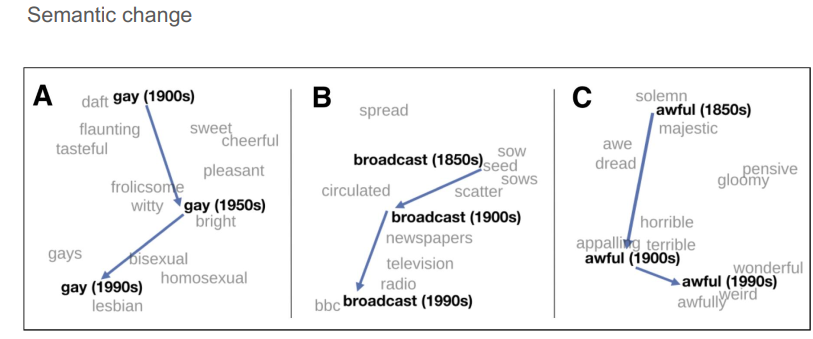 Semantic change
A
daft gay (1900s)
flaunting
sweet
tasteful
cheerful
pleasant
frolicsome
witty
gay (1950s)
bright
gays
bisexual
homosexual
gay (1990s)
lesbian
B
spread
broadcast (1850s)
sow
seed
sows
circulated
scatter
broadcast (1900s)
newspapers
television
radio
bbc broadcast (1990s)
C
solemn
awful (1850s)
majestic
awe
dread
pensive
gloomy
horrible
appalling terrible
awful (1900s)
wonderful
awful (1990s)
weird
awfully